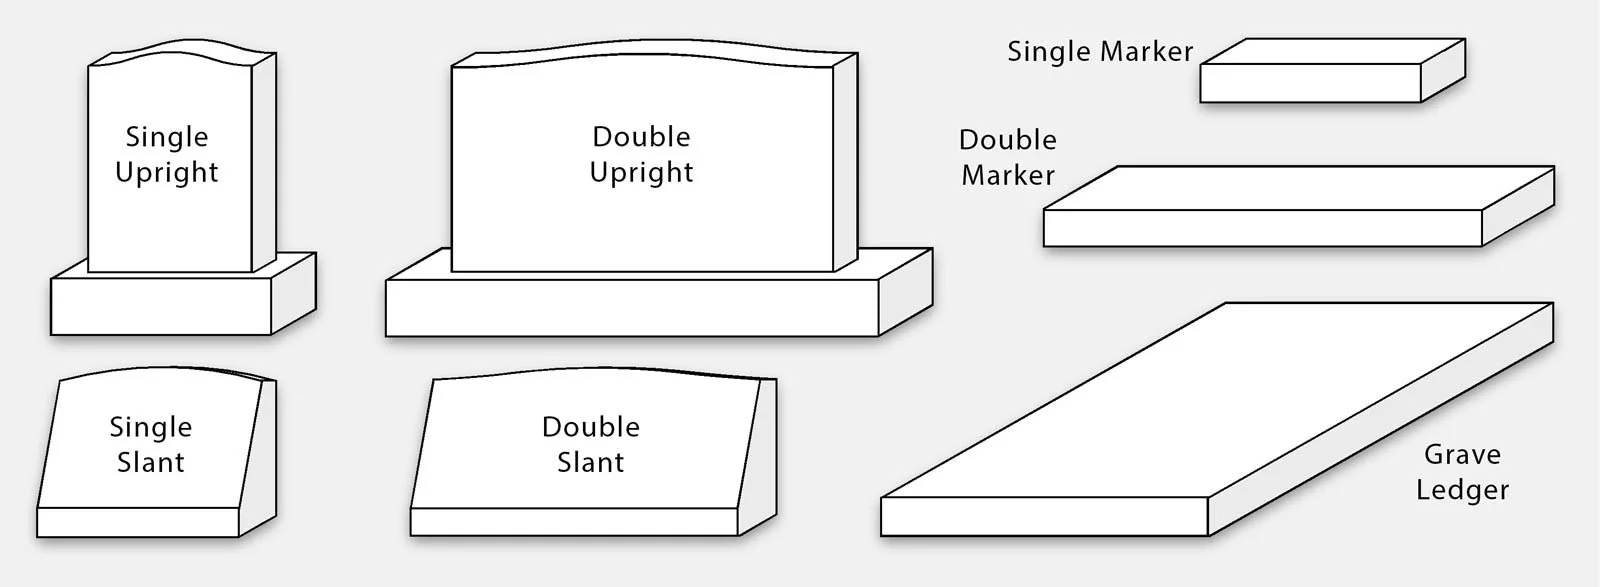 Single
Upright
Double
Upright
Single Marker
Double
Marker
Single
Slant
Double
Slant
Grave
Ledger